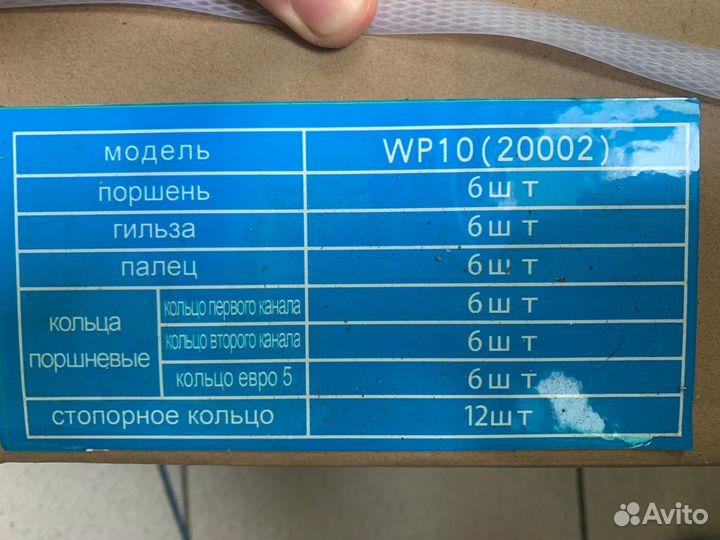 модель WP10(20002)
поршень 6шт
гильза 6шт
палец 6шт
кольца поршневые
кольцо первого канала 6шт
кольцо второго канала 6шт
кольцо евро 5 6шт
стопорное кольцо 12шт
Avito